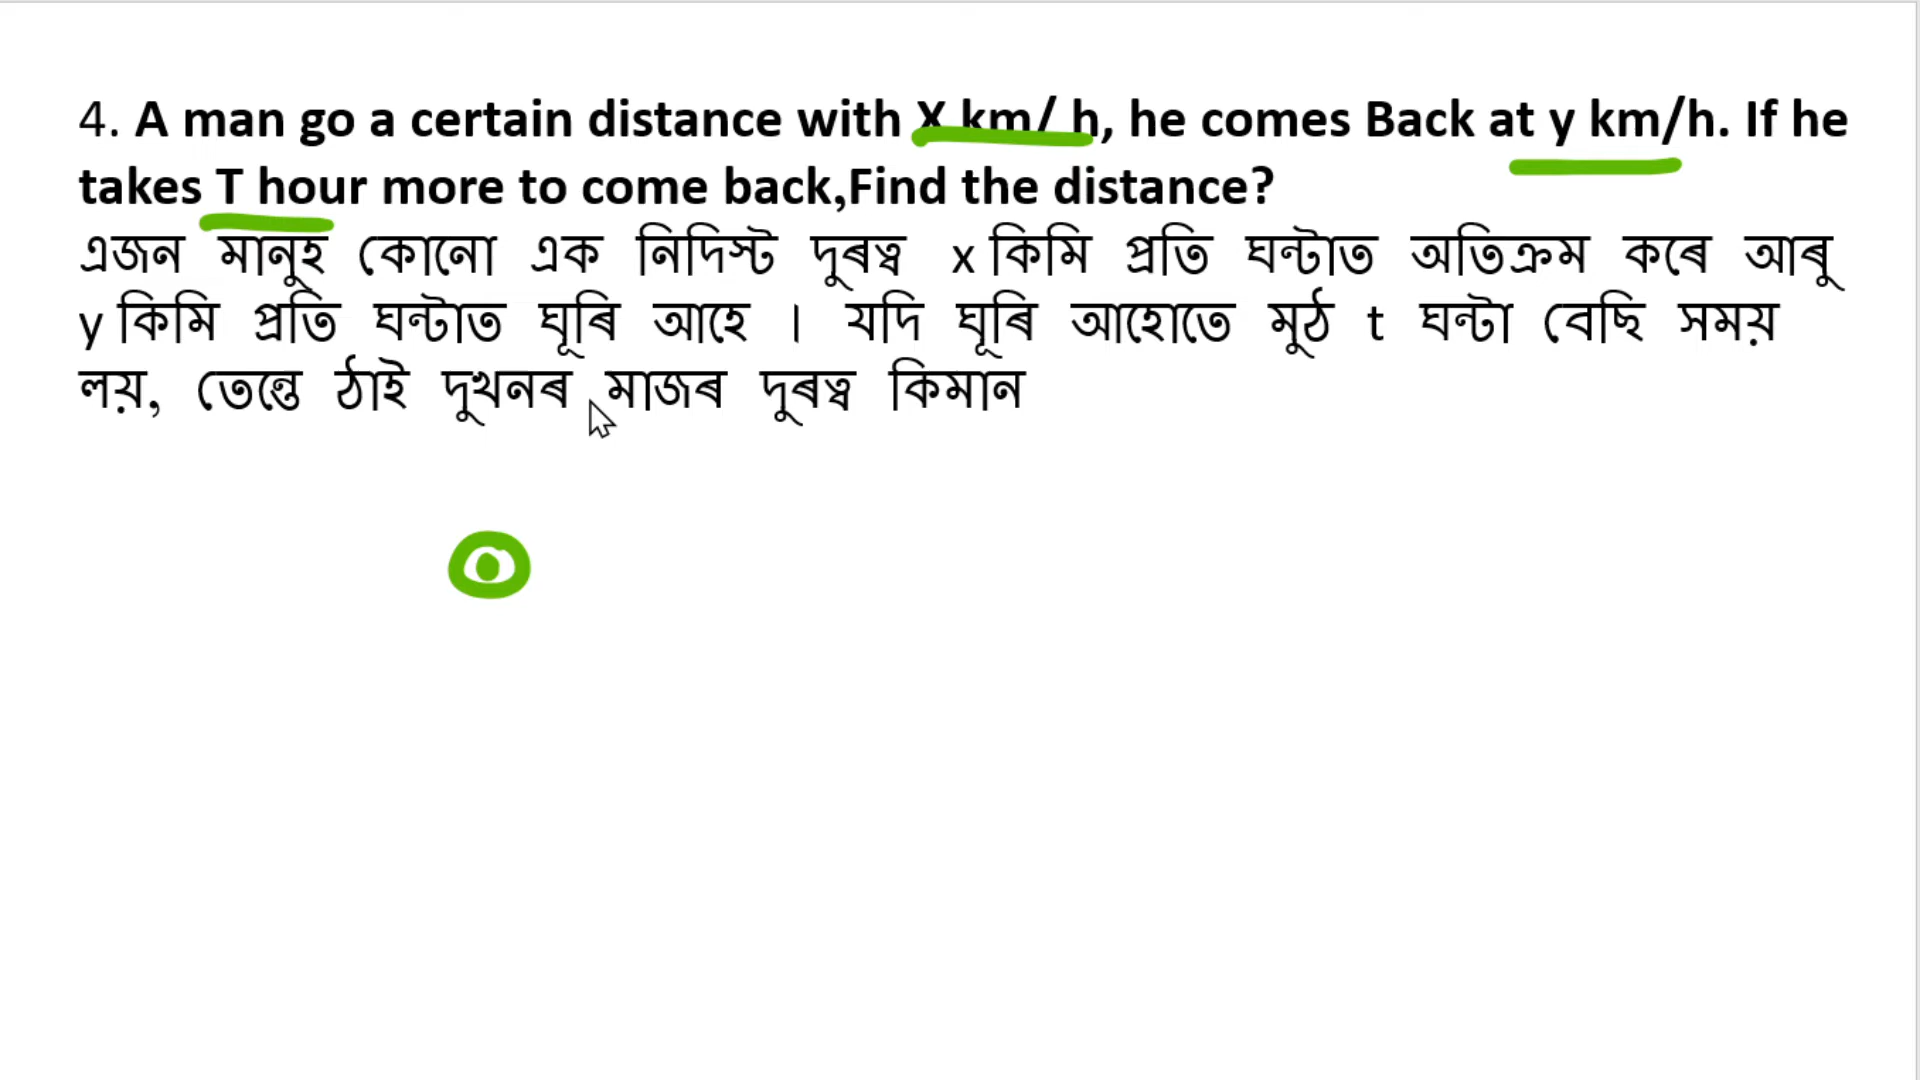 4. A man go a certain distance with X km/ h, he comes Back at y km/h. If he
takes T hour more to come back,Find the distance?
এজন মানুহ কোনো এক নিদিস্ট দুৰত্ব x কিমি প্ৰতি ঘন্টাত অতিক্ৰম কৰে আৰু
y কিমি প্ৰতি ঘন্টাত ঘূৰি আহে । যদি ঘূৰি আহোতে মুঠ t ঘন্টা বেছি সময়
লয়, তেন্তে ঠাই দুখনৰ মাজৰ দুৰত্ব কিমান